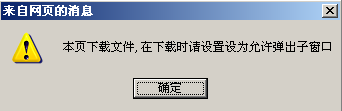 来自网页的消息
本页下载文件,在下载时请设置设为允许弹出子窗口
确定